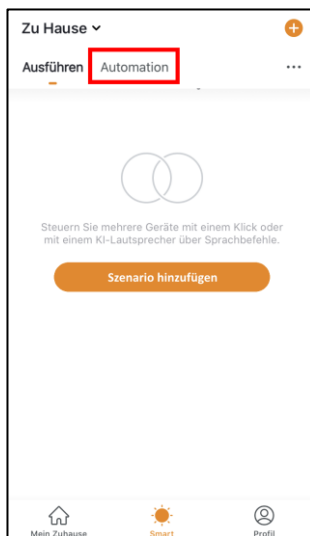 Zu Hause
Ausführen Automation
Steuern Sie mehrere Geräte mit einem Klick oder
mit einem KI-Lautsprecher über Sprachbefehle.
Szenario hinzufügen
Mein Zuhause Smart Profil